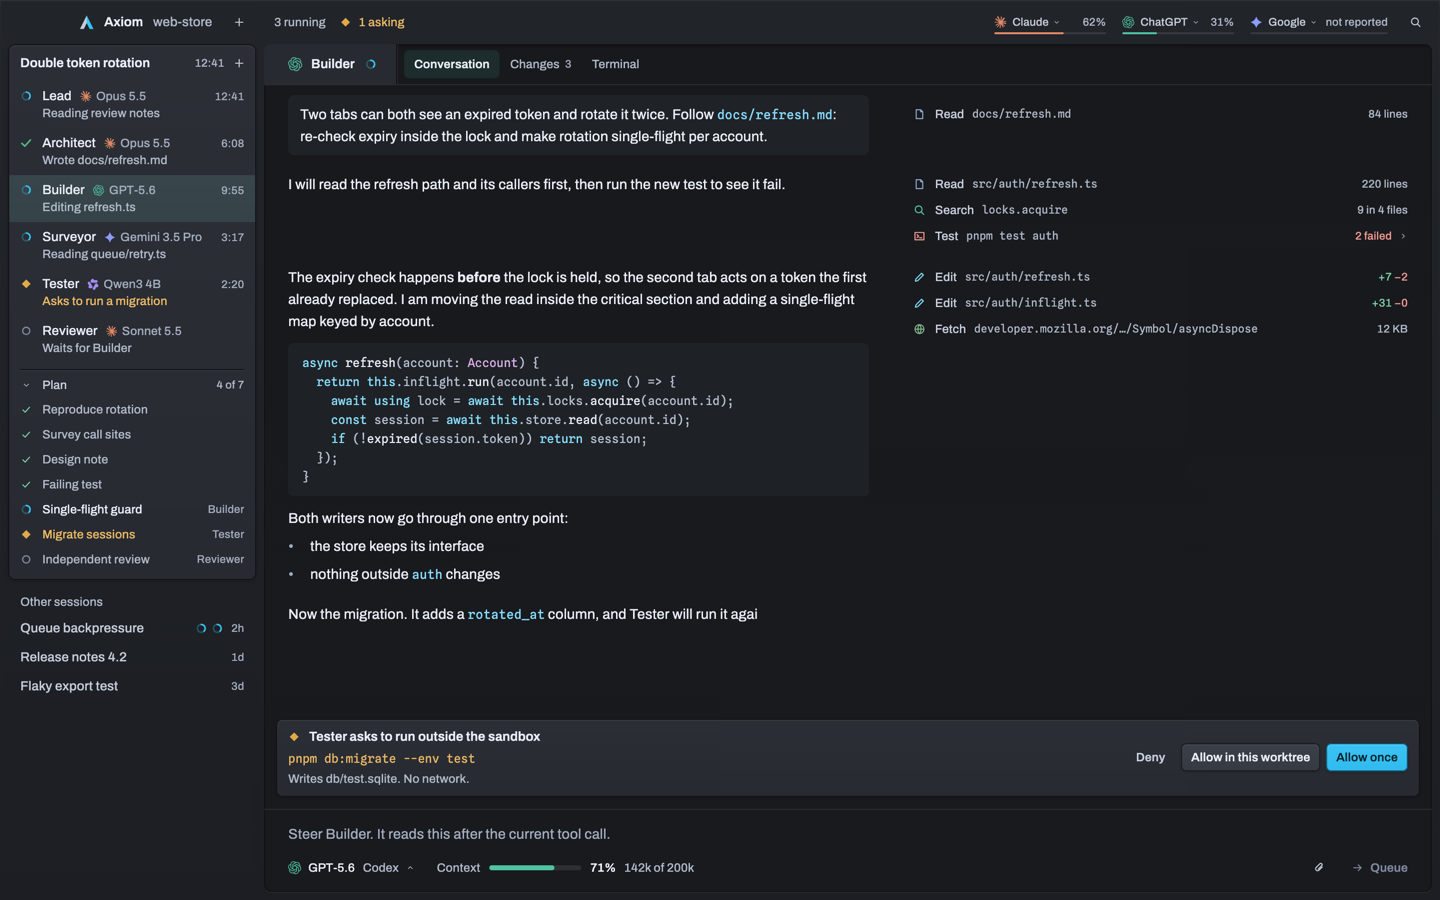 Axiom web-store + 3 running 1 asking Claude 62% ChatGPT 31% Google not reported
Double token rotation 12:41 +
Lead Opus 5.5 12:41
Reading review notes
Architect Opus 5.5 6:08
Wrote docs/refresh.md
Builder GPT-5.6 9:55
Editing refresh.ts
Surveyor Gemini 3.5 Pro 3:17
Reading queue/retry.ts
Tester Qwen3 4B 2:20
Asks to run a migration
Reviewer Sonnet 5.5
Waits for Builder
Plan 4 of 7
Reproduce rotation
Survey call sites
Design note
Failing test
Single-flight guard Builder
Migrate sessions Tester
Independent review Reviewer
Other sessions
Queue backpressure 2h
Release notes 4.2 1d
Flaky export test 3d
Builder Conversation Changes 3 Terminal
Two tabs can both see an expired token and rotate it twice. Follow docs/refresh.md:
re-check expiry inside the lock and make rotation single-flight per account.
Read docs/refresh.md 84 lines
I will read the refresh path and its callers first, then run the new test to see it fail.
Read src/auth/refresh.ts 220 lines
Search locks.acquire 9 in 4 files
Test pnpm test auth 2 failed ›
The expiry check happens before the lock is held, so the second tab acts on a token the first
already replaced. I am moving the read inside the critical section and adding a single-flight
map keyed by account.
Edit src/auth/refresh.ts +7 −2
Edit src/auth/inflight.ts +31 −0
Fetch developer.mozilla.org/…/Symbol/asyncDispose 12 KB
async refresh(account: Account) {
return this.inflight.run(account.id, async () => {
await using lock = await this.locks.acquire(account.id);
const session = await this.store.read(account.id);
if (!expired(session.token)) return session;
});
}
Both writers now go through one entry point:
• the store keeps its interface
• nothing outside auth changes
Now the migration. It adds a rotated_at column, and Tester will run it agai
Tester asks to run outside the sandbox
pnpm db:migrate --env test
Writes db/test.sqlite. No network.
Deny Allow in this worktree Allow once
Steer Builder. It reads this after the current tool call.
GPT-5.6 Codex Context 71% 142k of 200k → Queue